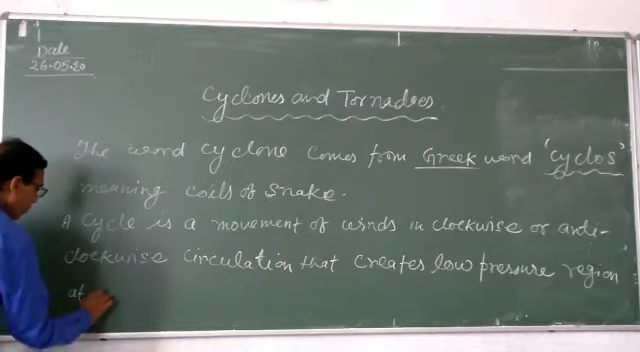 Date
26.05.20
Cyclones and Tornadoes.
The word cyclone comes from Greek word 'cyclos'
meaning coils of snake.
A Cycle is a movement of winds in clockwise or anti-
clockwise circulation that creates low pressure region
at